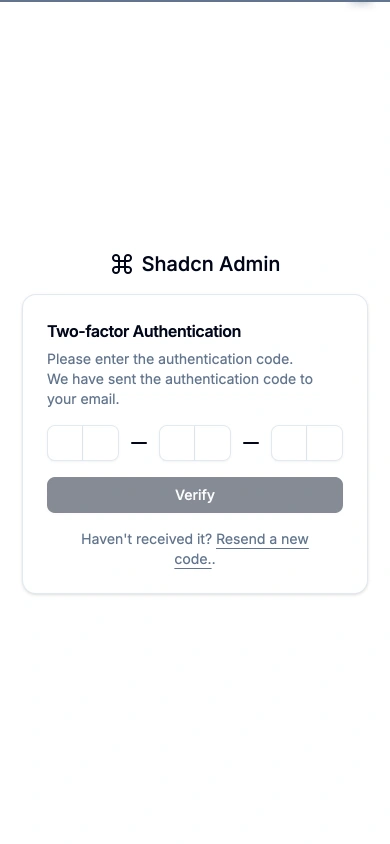 Shadcn Admin
Two-factor Authentication
Please enter the authentication code.
We have sent the authentication code to
your email.
Verify
Haven't received it? Resend a new
code..